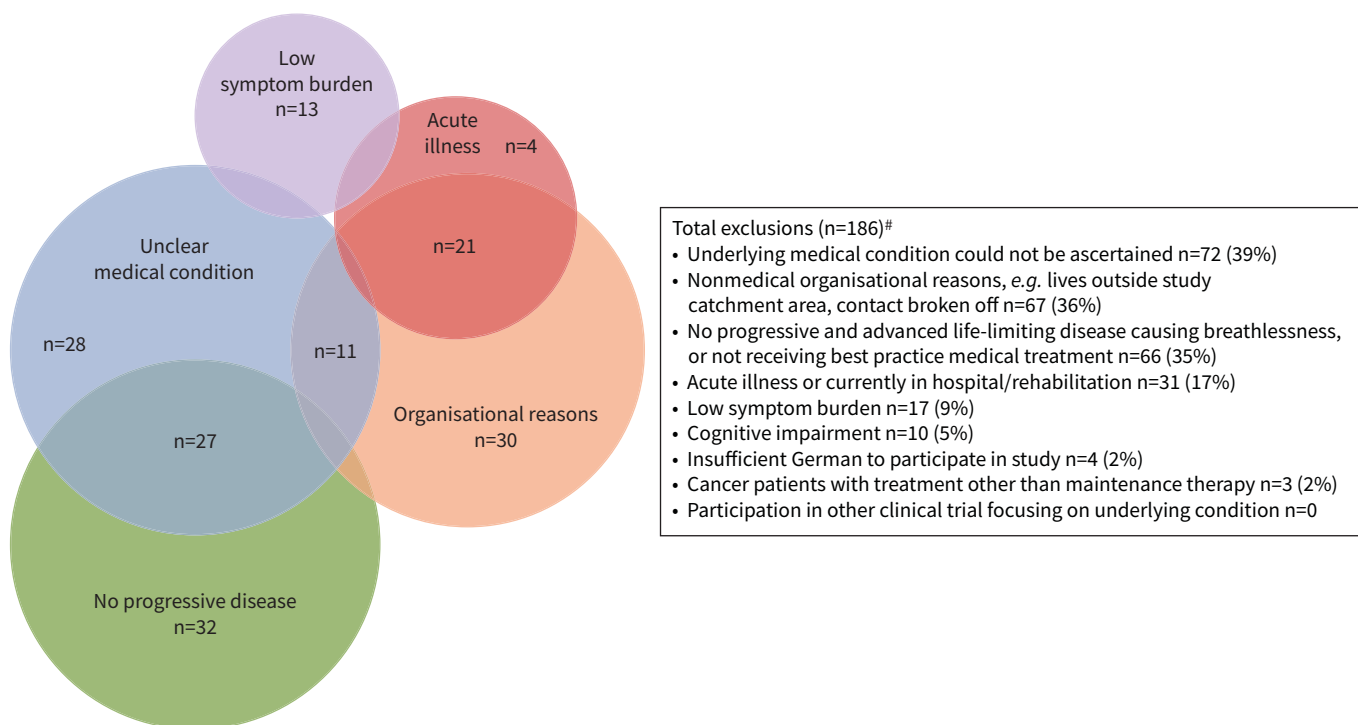 Low
symptom burden
n=13
Acute
illness n=4
n=21
Unclear
medical condition
n=28
n=11
n=27
Organisational reasons
n=30
No progressive disease
n=32
Total exclusions (n=186)#
• Underlying medical condition could not be ascertained n=72 (39%)
• Nonmedical organisational reasons, e.g. lives outside study
catchment area, contact broken off n=67 (36%)
• No progressive and advanced life-limiting disease causing breathlessness,
or not receiving best practice medical treatment n=66 (35%)
• Acute illness or currently in hospital/rehabilitation n=31 (17%)
• Low symptom burden n=17 (9%)
• Cognitive impairment n=10 (5%)
• Insufficient German to participate in study n=4 (2%)
• Cancer patients with treatment other than maintenance therapy n=3 (2%)
• Participation in other clinical trial focusing on underlying condition n=0